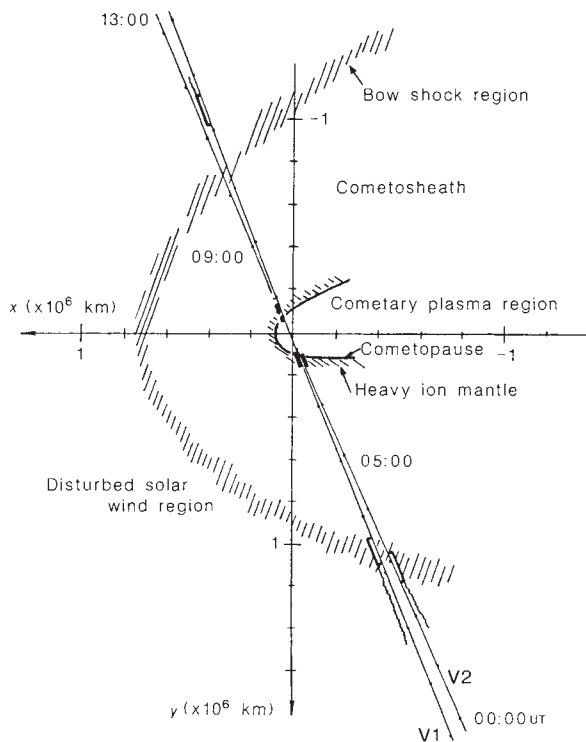 13:00
Bow shock region
-1
Cometosheath
09:00
x (x10⁶ km)
Cometary plasma region
1
Cometopause
-1
Heavy ion mantle
05:00
Disturbed solar
wind region
1
V2
y (x10⁶ km)
00:00 UT
V1